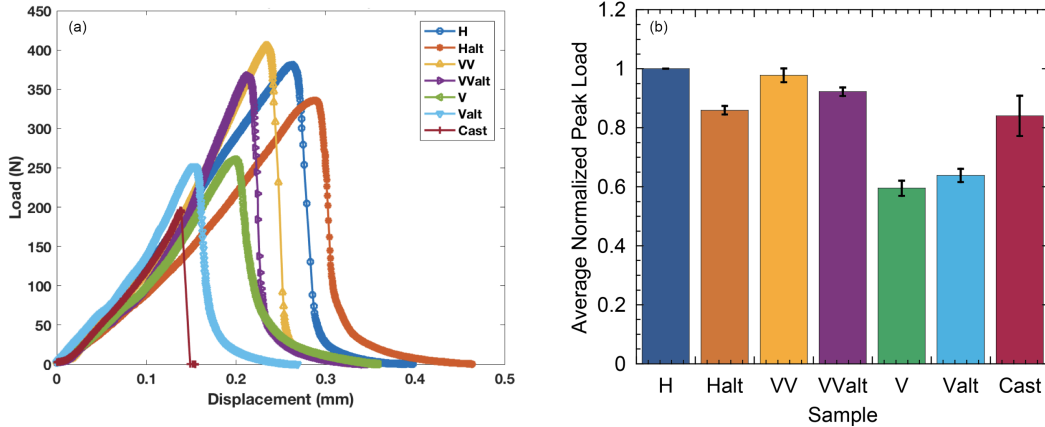 (a)
450
400
350
300
250
200
150
100
50
0
Load (N)
0
0.1
0.2
0.3
0.4
0.5
Displacement (mm)
H
Halt
VV
VValt
V
Valt
Cast
(b)
1.2
1
0.8
0.6
0.4
0.2
0
Average Normalized Peak Load
H
Halt
VV
VValt
V
Valt
Cast
Sample